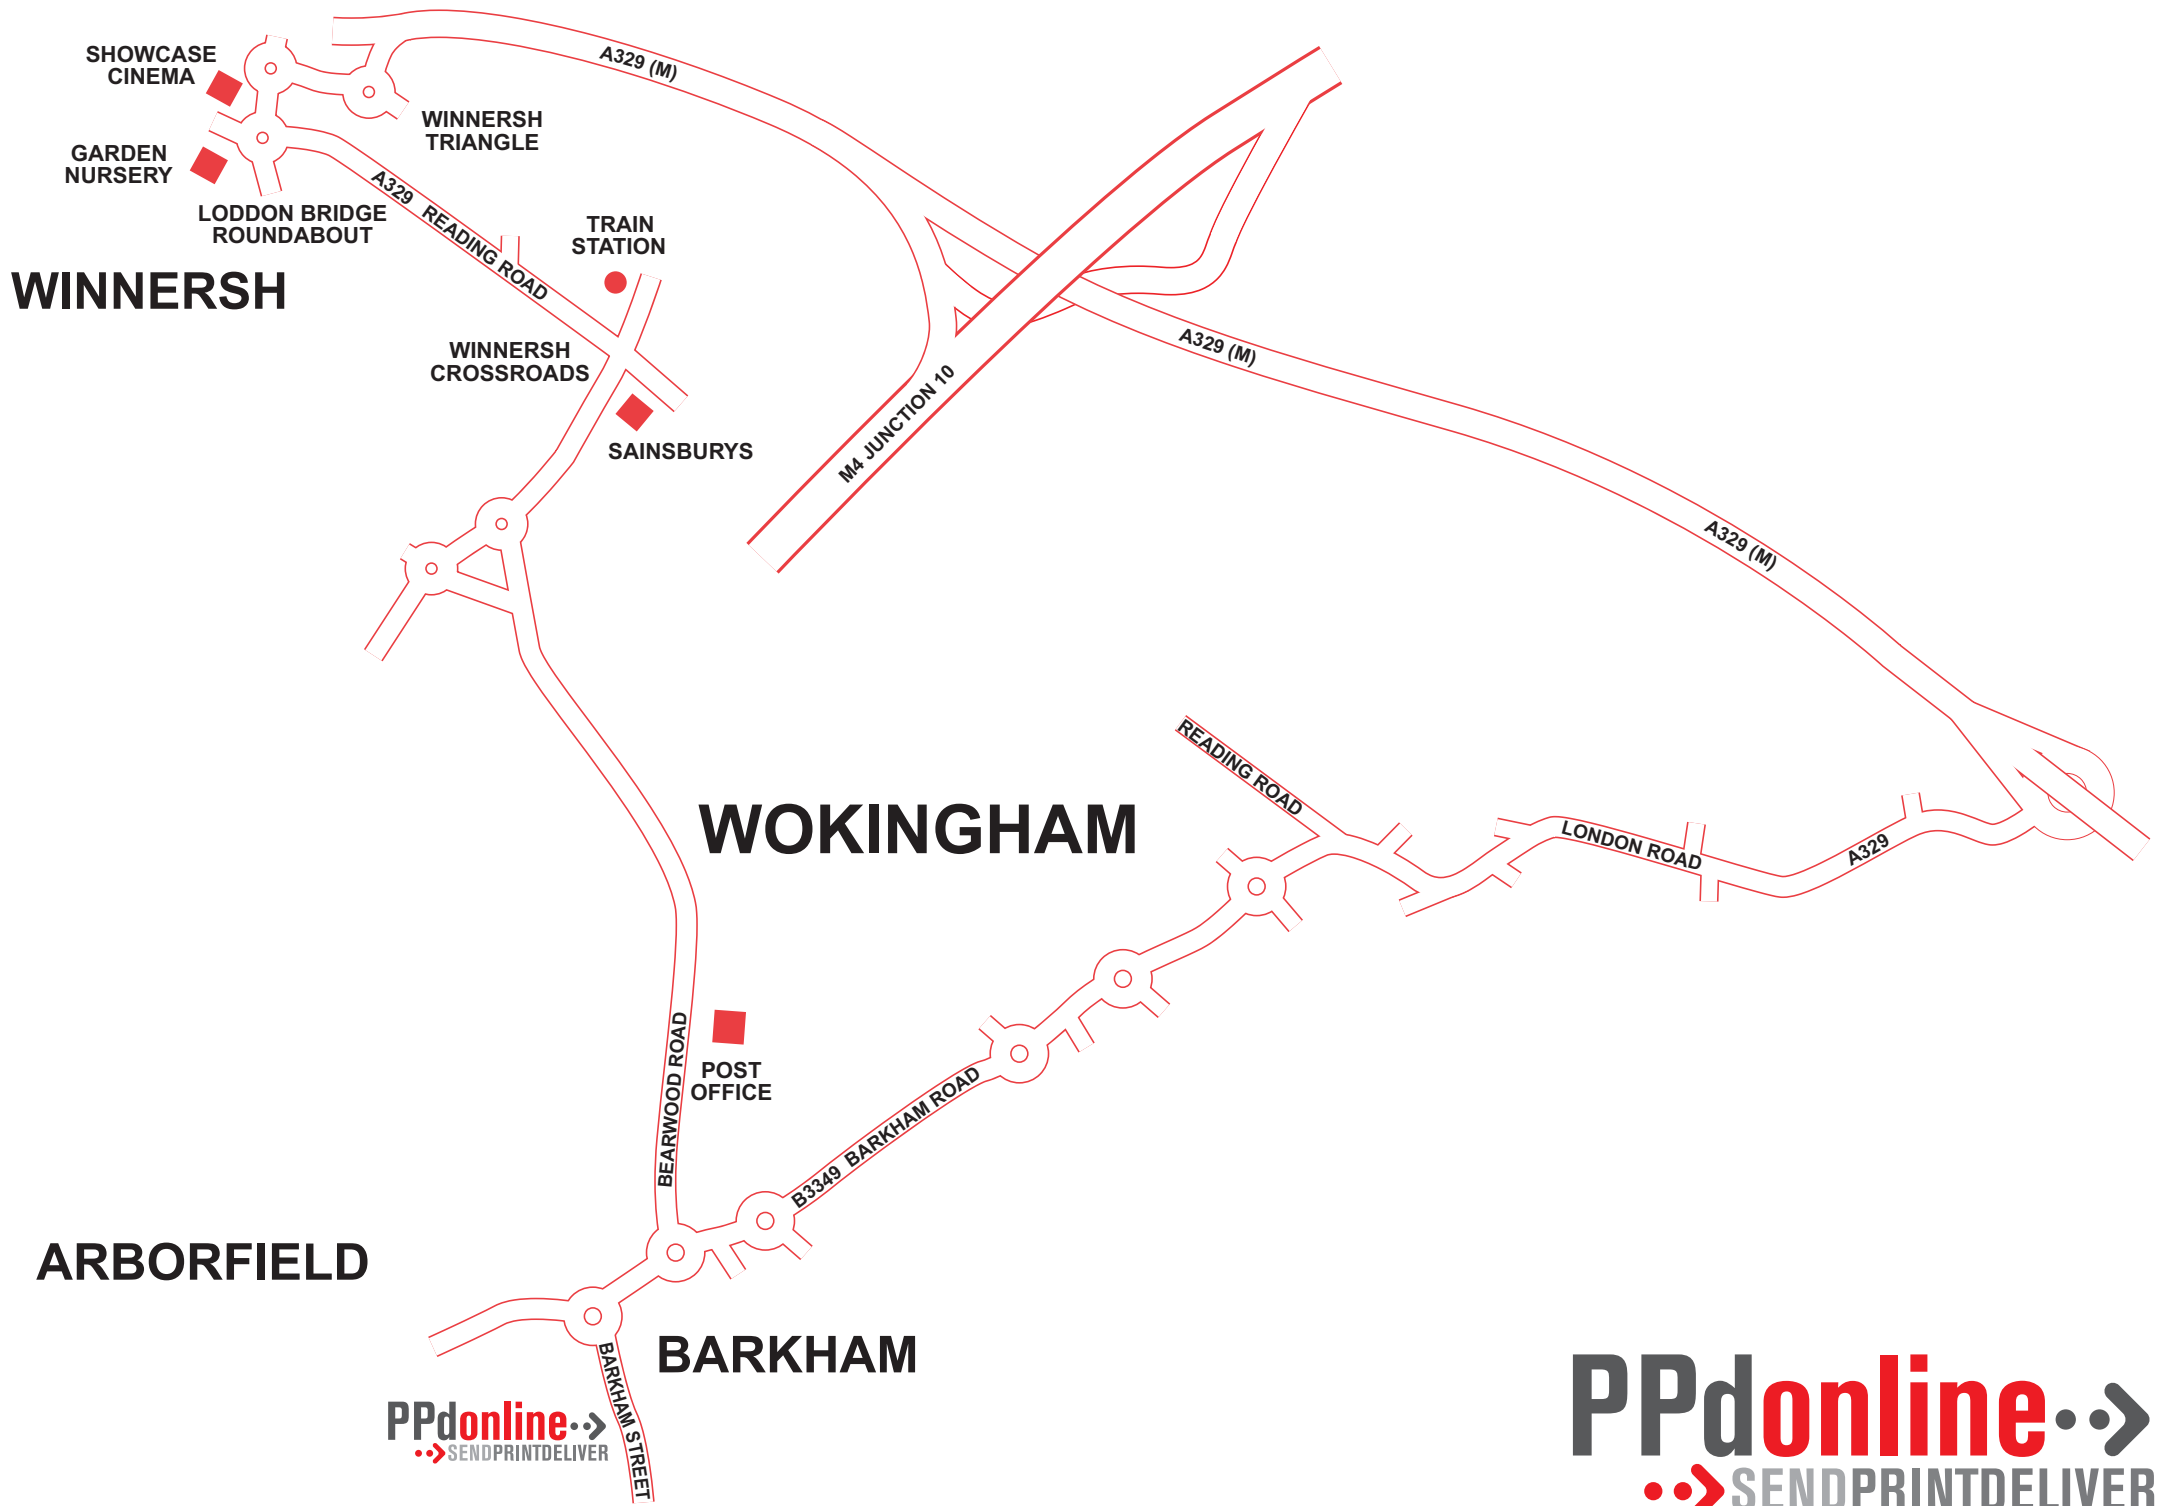 SHOWCASE
CINEMA
A329 (M)
WINNERSH
TRIANGLE
GARDEN
NURSERY
A329 READING ROAD
LODDON BRIDGE
ROUNDABOUT
TRAIN
STATION
WINNERSH
WINNERSH
CROSSROADS
A329 (M)
M4 JUNCTION 10
SAINSBURYS
A329 (M)
READING ROAD
WOKINGHAM
LONDON ROAD
A329
BEARWOOD ROAD
POST
OFFICE
B3349 BARKHAM ROAD
ARBORFIELD
BARKHAM
BARKHAM STREET
PPdonline
SENDPRINTDELIVER
PPdonline
SENDPRINTDELIVER